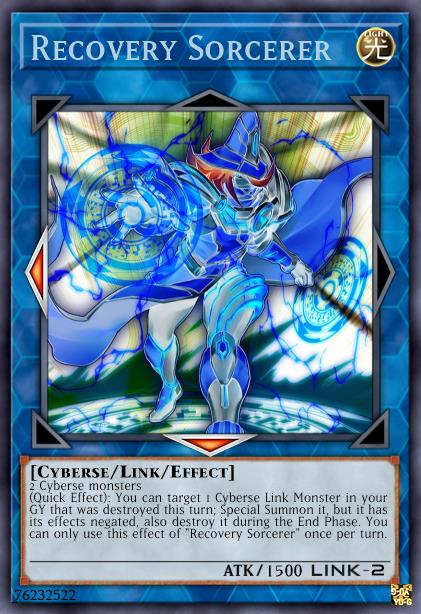 RECOVERY SORCERER
LIGHT
光
[CYBERSE/LINK/EFFECT]
2 Cyberse monsters
(Quick Effect): You can target 1 Cyberse Link Monster in your
GY that was destroyed this turn; Special Summon it, but it has
its effects negated, also destroy it during the End Phase. You
can only use this effect of "Recovery Sorcerer" once per turn.
ATK/1500 LINK-2
76232522